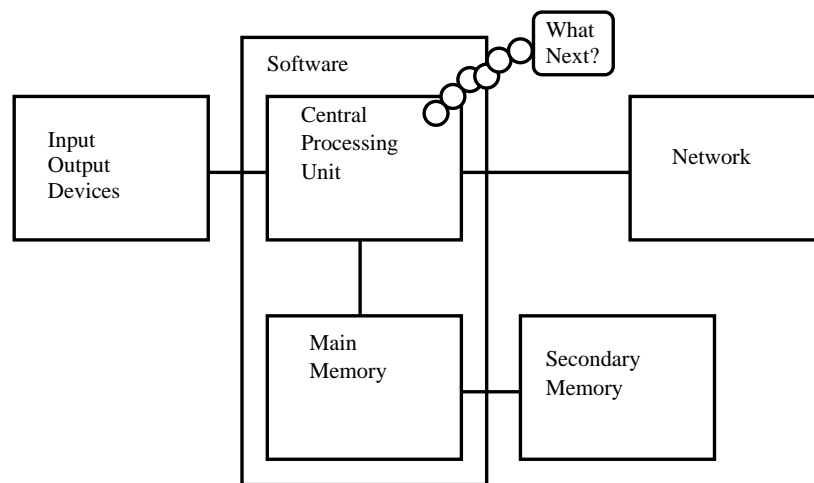 What
Next?
Software
Input
Output
Devices
Central
Processing
Unit
Network
Main
Memory
Secondary
Memory